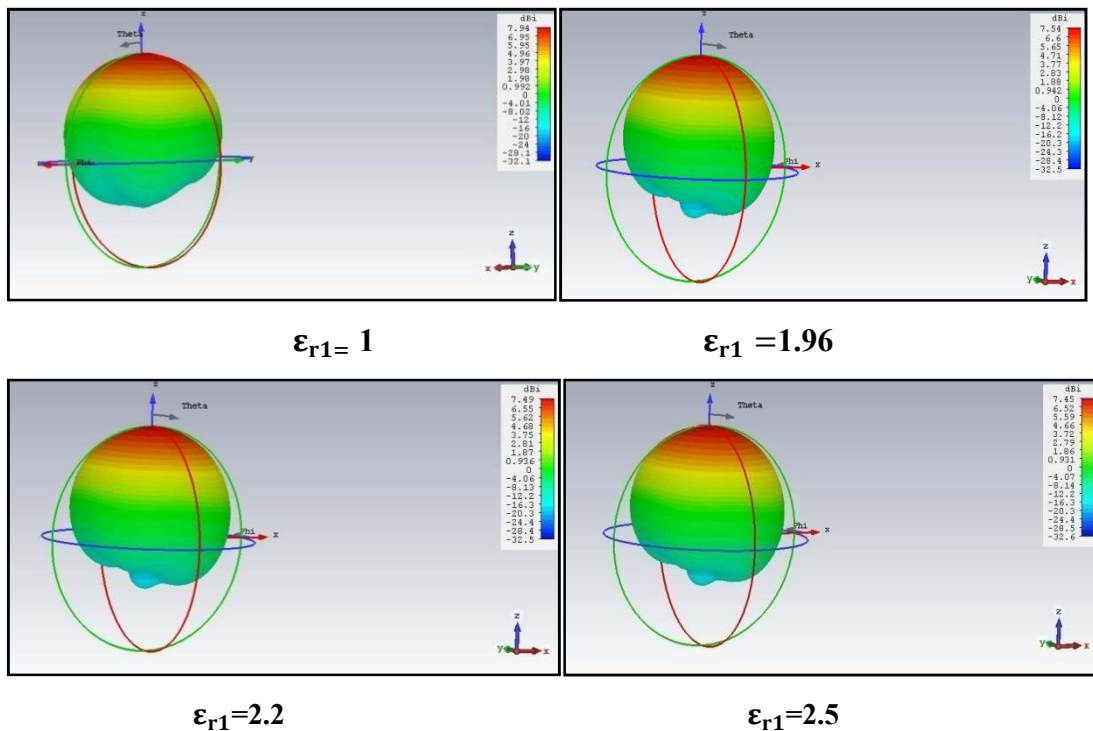 z
Theta
Phi
y
dBi
7.94
6.95
5.95
4.96
3.97
2.98
1.98
0.992
0
-4.01
-8.02
-12
-16
-20
-24
-28.1
-32.1
z
x
y
z
Theta
Phi
x
dBi
7.54
6.6
5.65
4.71
3.77
2.83
1.88
0.942
0
-4.06
-8.12
-12.2
-16.2
-20.3
-24.3
-28.4
-32.5
z
y
x
εr1= 1
εr1 =1.96
z
Theta
Phi
x
dBi
7.49
6.55
5.62
4.68
3.75
2.81
1.87
0.936
0
-4.07
-8.13
-12.2
-16.3
-20.3
-24.4
-28.4
-32.5
z
y
x
z
Theta
Phi
x
dBi
7.45
6.52
5.59
4.66
3.72
2.79
1.86
0.931
0
-4.07
-8.14
-12.2
-16.3
-20.3
-24.4
-28.5
-32.6
z
y
x
εr1=2.2
εr1=2.5